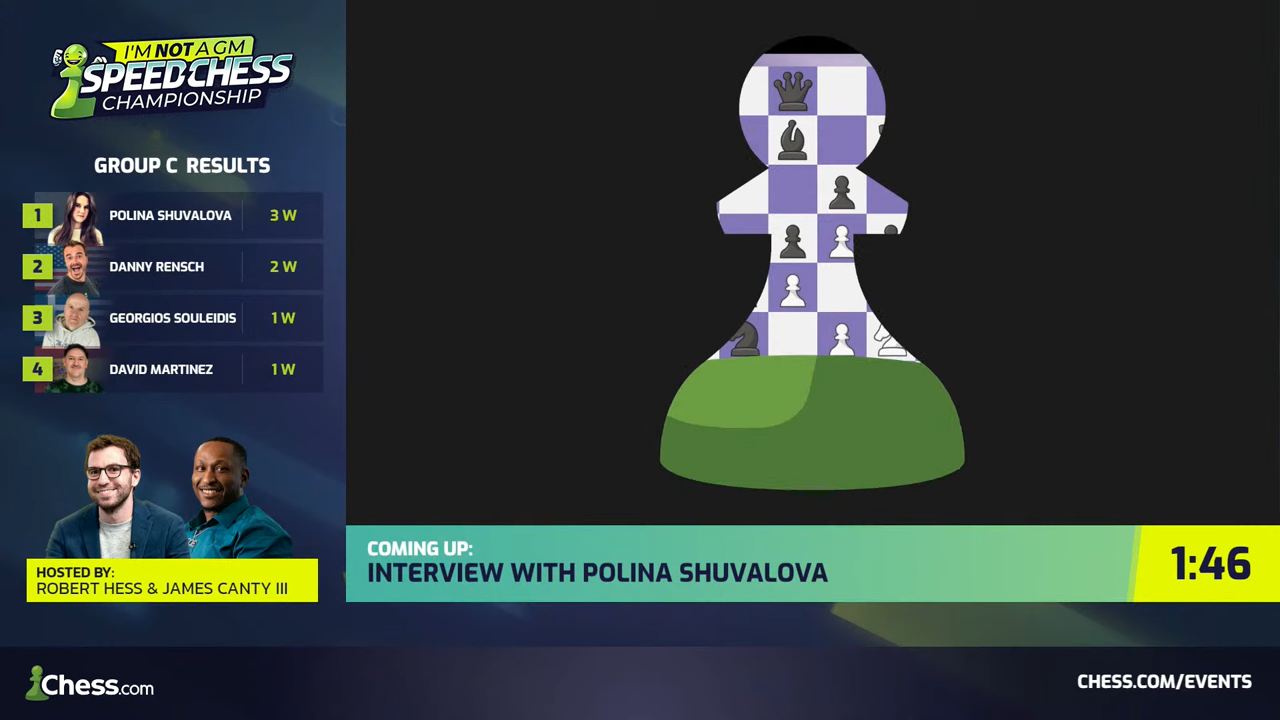 I'M NOT A GM
SPEED CHESS
CHAMPIONSHIP
GROUP C RESULTS
1 POLINA SHUVALOVA 3 W
2 DANNY RENSCH 2 W
3 GEORGIOS SOULEIDIS 1 W
4 DAVID MARTINEZ 1 W
HOSTED BY:
ROBERT HESS & JAMES CANTY III
COMING UP:
INTERVIEW WITH POLINA SHUVALOVA
1:46
Chess.com
CHESS.COM/EVENTS